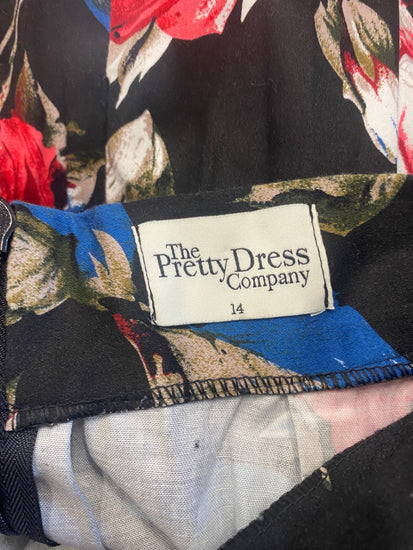 The
Pretty Dress
Company
14